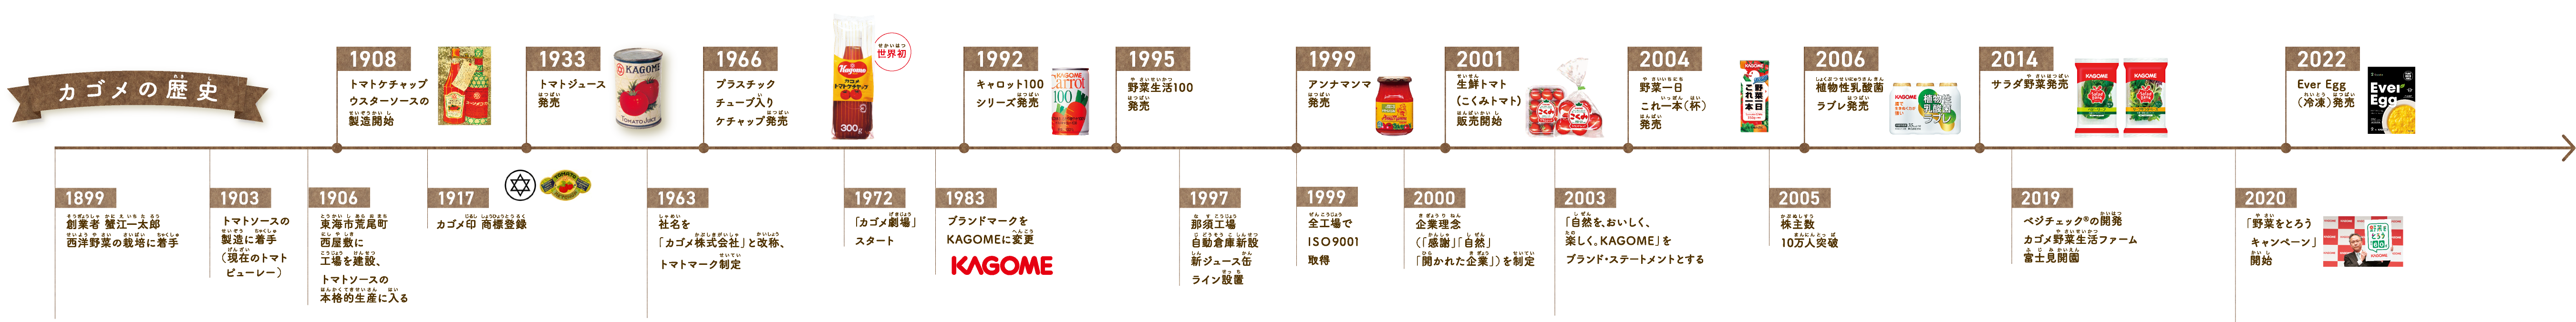 カゴメの歴史
1908
トマトケチャップ
ウスターソースの
製造開始
1933
トマトジュース
発売
KAGOME
TOMATO JUICE
1966
プラスチック
チューブ入り
ケチャップ発売
Kagome
カゴメ
トマトケチャップ
300g
世界初
1992
キャロット100
シリーズ発売
KAGOME
carrot
100
1995
野菜生活100
発売
1999
アンナマンマ
発売
2001
生鮮トマト
(こくみトマト)
販売開始
こくみ
2004
野菜一日
これ一本(杯)
発売
KAGOME
野菜一日
これ一本
2006
植物性乳酸菌
ラブレ発売
KAGOME
植物性
乳酸菌
ラブレ
2014
サラダ野菜発売
KAGOME
KAGOME
2022
Ever Egg
(冷凍)発売
Ever
Egg
1899
創業者 蟹江一太郎
西洋野菜の栽培に着手
1903
トマトソースの
製造に着手
(現在のトマト
ピューレー)
1906
東海市荒尾町
西屋敷に
工場を建設、
トマトソースの
本格的生産に入る
1917
カゴメ印 商標登録
TOMATO
1963
社名を
「カゴメ株式会社」と改称、
トマトマーク制定
1972
「カゴメ劇場」
スタート
1983
ブランドマークを
KAGOMEに変更
KAGOME
1997
那須工場
自動倉庫新設
新ジュース缶
ライン設置
1999
全工場で
ISO9001
取得
2000
企業理念
(「感謝」「自然」
「開かれた企業」)を制定
2003
「自然を、おいしく、
楽しく。KAGOME」を
ブランド・ステートメントとする
2005
株主数
10万人突破
2019
ベジチェック®の開発
カゴメ野菜生活ファーム
富士見開園
2020
「野菜をとろう
キャンペーン」
開始
野菜を
とろう